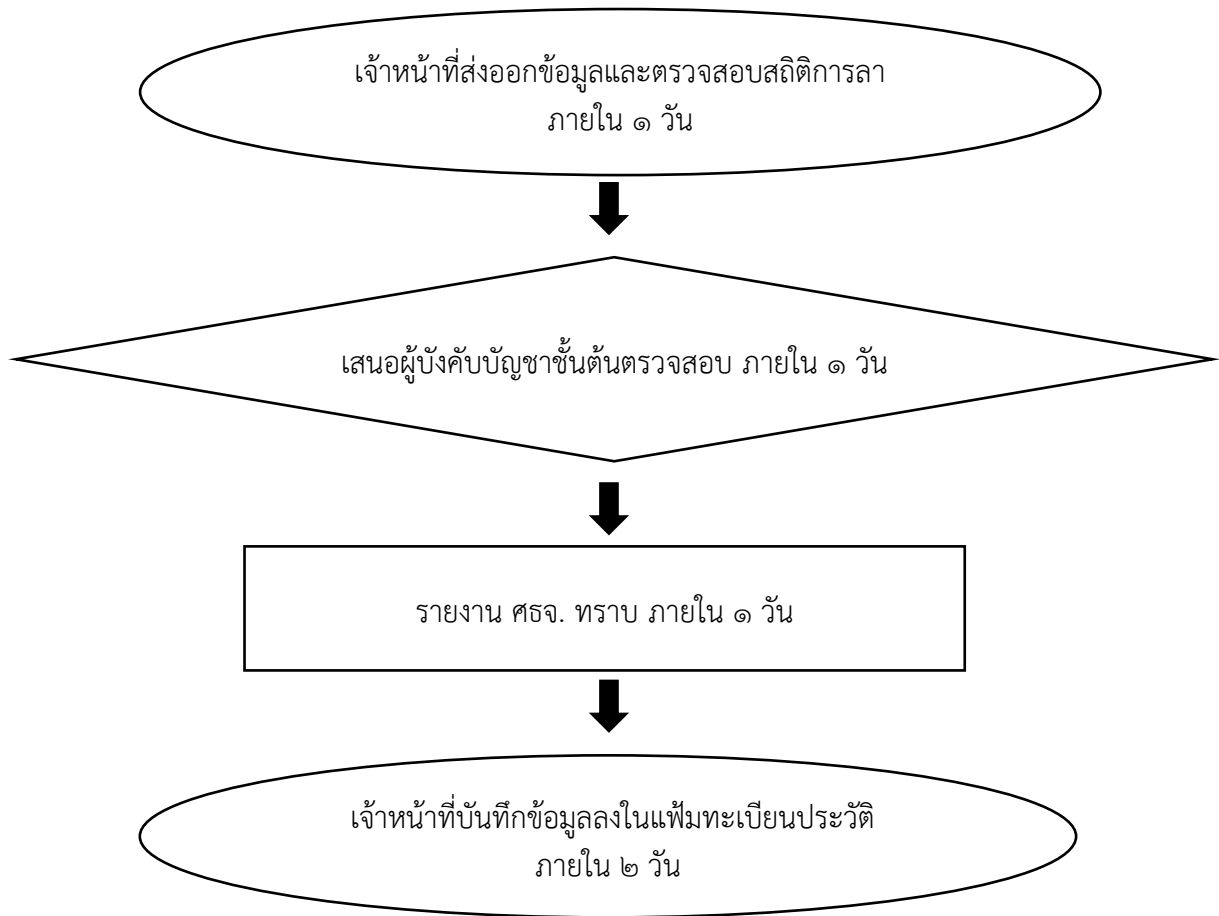 เจ้าหน้าที่ส่งออกข้อมูลและตรวจสอบสถิติการลา
ภายใน ๑ วัน
เสนอผู้บังคับบัญชาชั้นต้นตรวจสอบ ภายใน ๑ วัน
รายงาน ศธจ. ทราบ ภายใน ๑ วัน
เจ้าหน้าที่บันทึกข้อมูลลงในแฟ้มทะเบียนประวัติ
ภายใน ๒ วัน